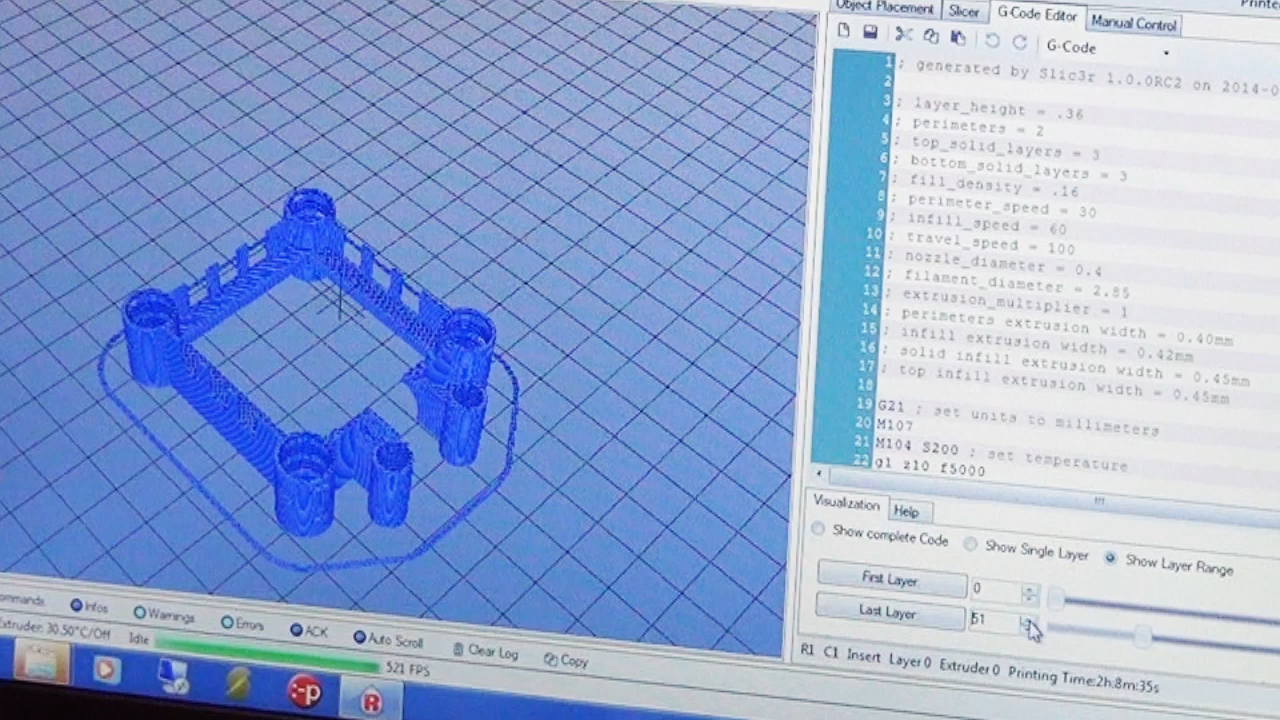 Object Placement Slicer G-Code Editor Manual Control
G-Code
1 ; generated by Slic3r 1.0.0RC2 on 2014-0
2
3 ; layer_height = .36
4 ; perimeters = 2
5 ; top_solid_layers = 3
6 ; bottom_solid_layers = 3
7 ; fill_density = .16
8 ; perimeter_speed = 30
9 ; infill_speed = 60
10 ; travel_speed = 100
11 ; nozzle_diameter = 0.4
12 ; filament_diameter = 2.85
13 ; extrusion_multiplier = 1
14 ; perimeters extrusion width = 0.40mm
15 ; infill extrusion width = 0.42mm
16 ; solid infill extrusion width = 0.45mm
17 ; top infill extrusion width = 0.45mm
18
19 G21 ; set units to millimeters
20 M107
21 M104 S200 ; set temperature
22 g1 z10 f5000
Visualization Help
Show complete Code Show Single Layer Show Layer Range
First Layer 0
Last Layer 51
R1 C1 Insert Layer 0 Extruder 0 Printing Time:2h:8m:35s
ommands Infos Warnings Errors ACK Auto Scroll Clear Log Copy
Extruder: 30.50°C/Off Idle 521 FPS
:-p
R